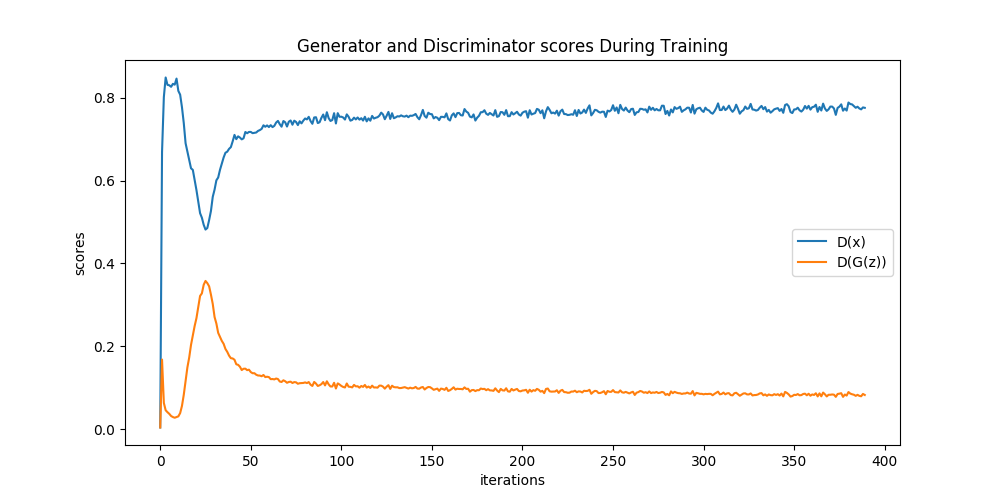 Generator and Discriminator scores During Training
0.8
0.6
0.4
0.2
0.0
scores
D(x)
D(G(z))
0 50 100 150 200 250 300 350 400
iterations